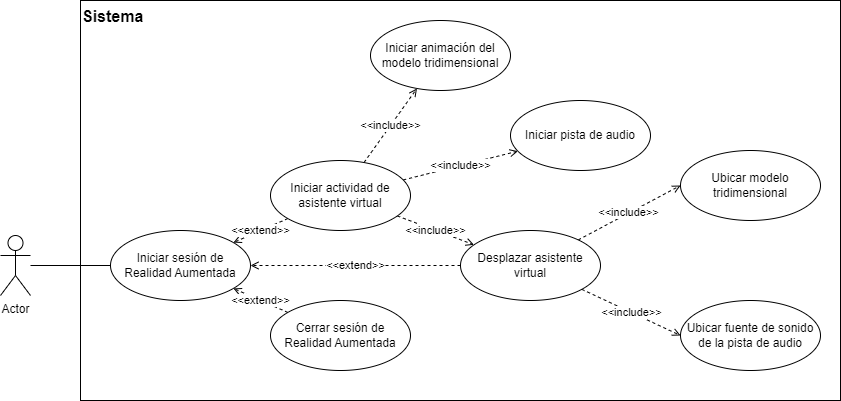 Sistema
Iniciar animación del
modelo tridimensional
<<include>>
Iniciar pista de audio
<<include>>
Iniciar actividad de
asistente virtual
Ubicar modelo
tridimensional
<<include>>
<<extend>>
<<include>>
Iniciar sesión de
Realidad Aumentada
<<extend>>
Desplazar asistente
virtual
<<extend>>
Actor
<<include>>
Cerrar sesión de
Realidad Aumentada
Ubicar fuente de sonido
de la pista de audio